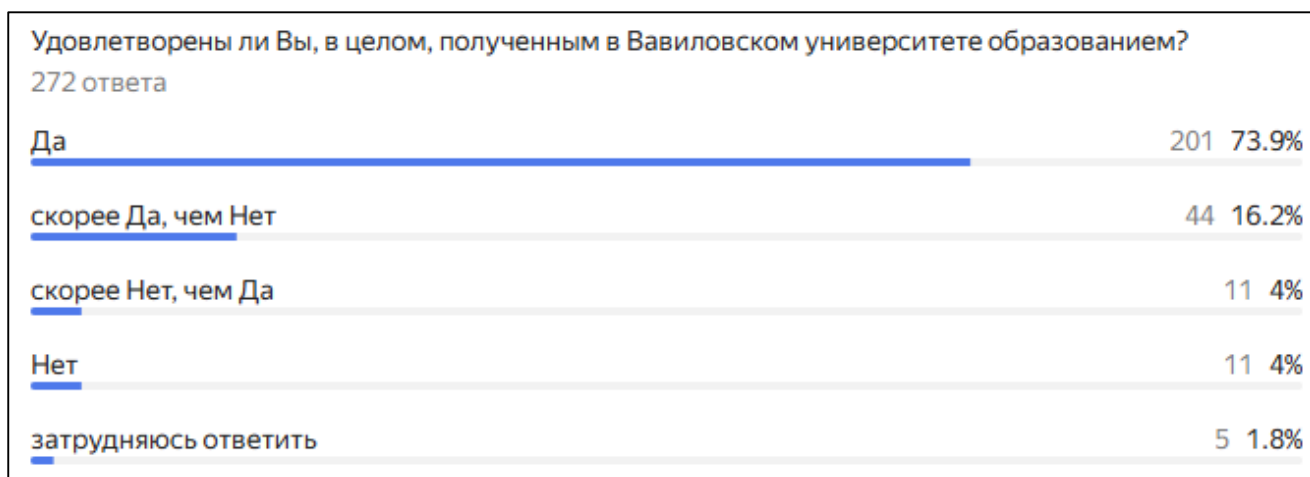 Удовлетворены ли Вы, в целом, полученным в Вавиловском университете образованием?
272 ответа
Да 201 73.9%
скорее Да, чем Нет 44 16.2%
скорее Нет, чем Да 11 4%
Нет 11 4%
затрудняюсь ответить 5 1.8%